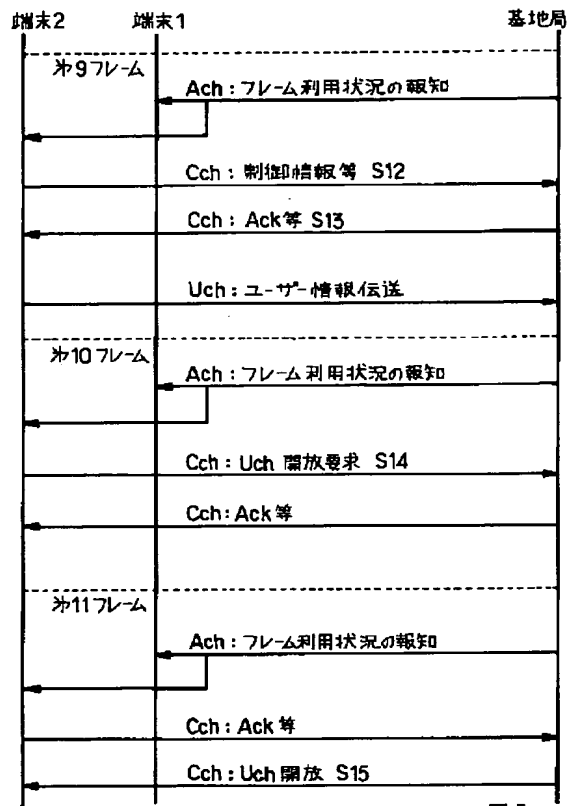 端末2 端末1 基地局
第9フレーム
Ach:フレーム利用状況の報知
Cch:制御情報等 S12
Cch:Ack等 S13
Uch:ユーザー情報伝送
第10フレーム
Ach:フレーム利用状況の報知
Cch:Uch 開放要求 S14
Cch:Ack等
第11フレーム
Ach:フレーム利用状況の報知
Cch:Ack等
Cch:Uch開放 S15